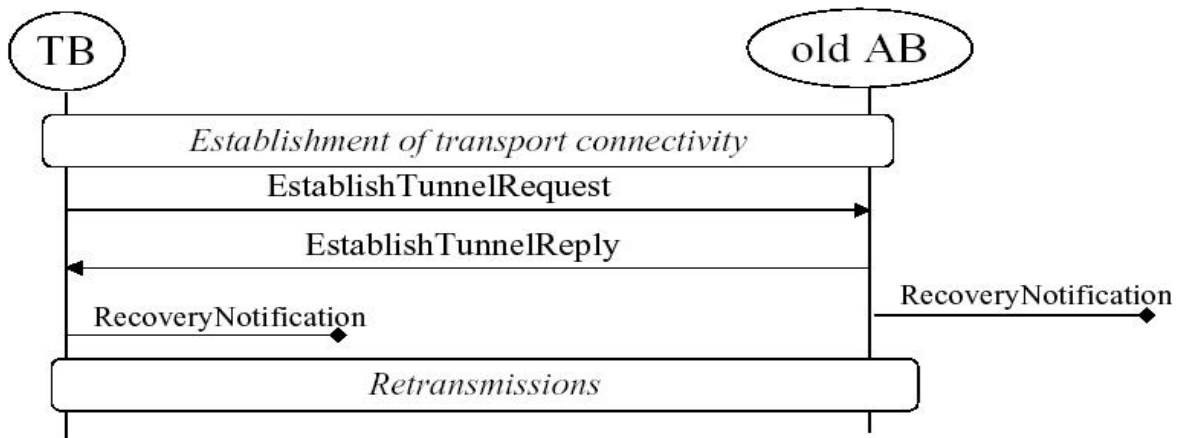 TB
old AB
Establishment of transport connectivity
EstablishTunnelRequest
EstablishTunnelReply
RecoveryNotification
RecoveryNotification
Retransmissions